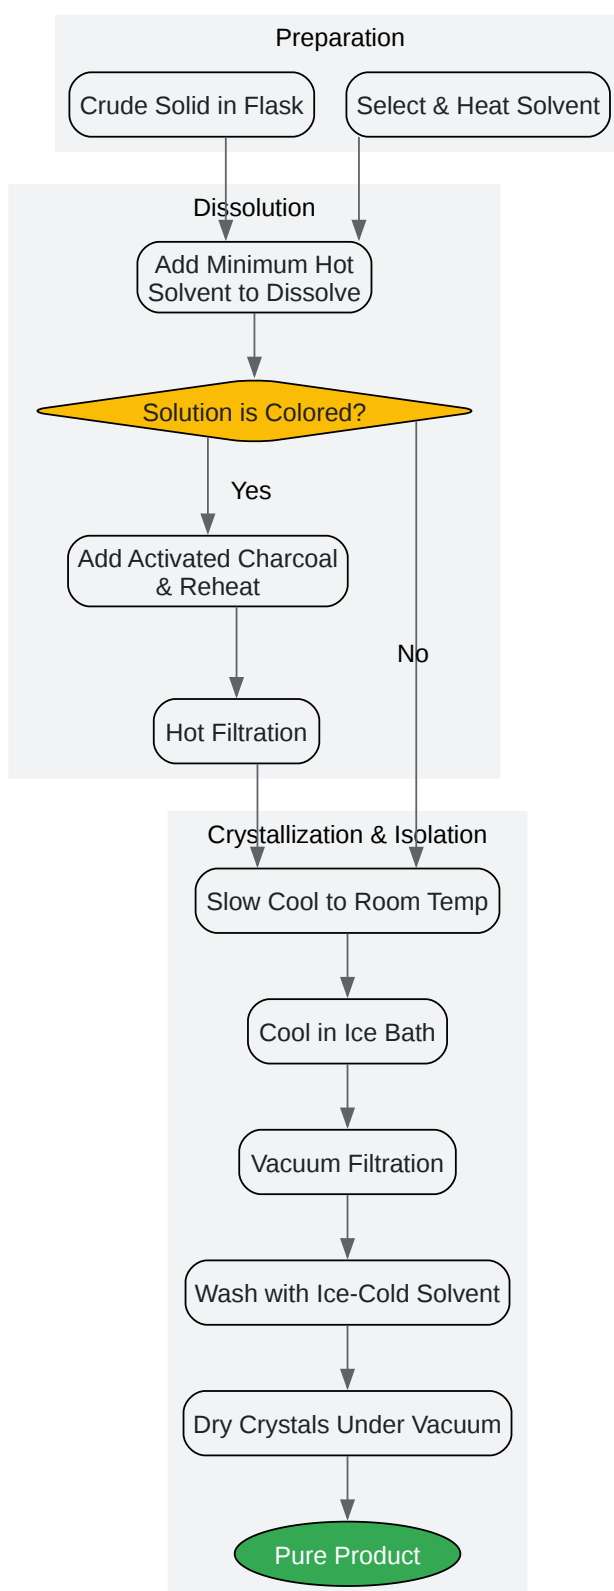 Preparation
Crude Solid in Flask
Select & Heat Solvent
Dissolution
Add Minimum Hot
Solvent to Dissolve
Solution is Colored?
Yes
Add Activated Charcoal
& Reheat
No
Hot Filtration
Crystallization & Isolation
Slow Cool to Room Temp
Cool in Ice Bath
Vacuum Filtration
Wash with Ice-Cold Solvent
Dry Crystals Under Vacuum
Pure Product